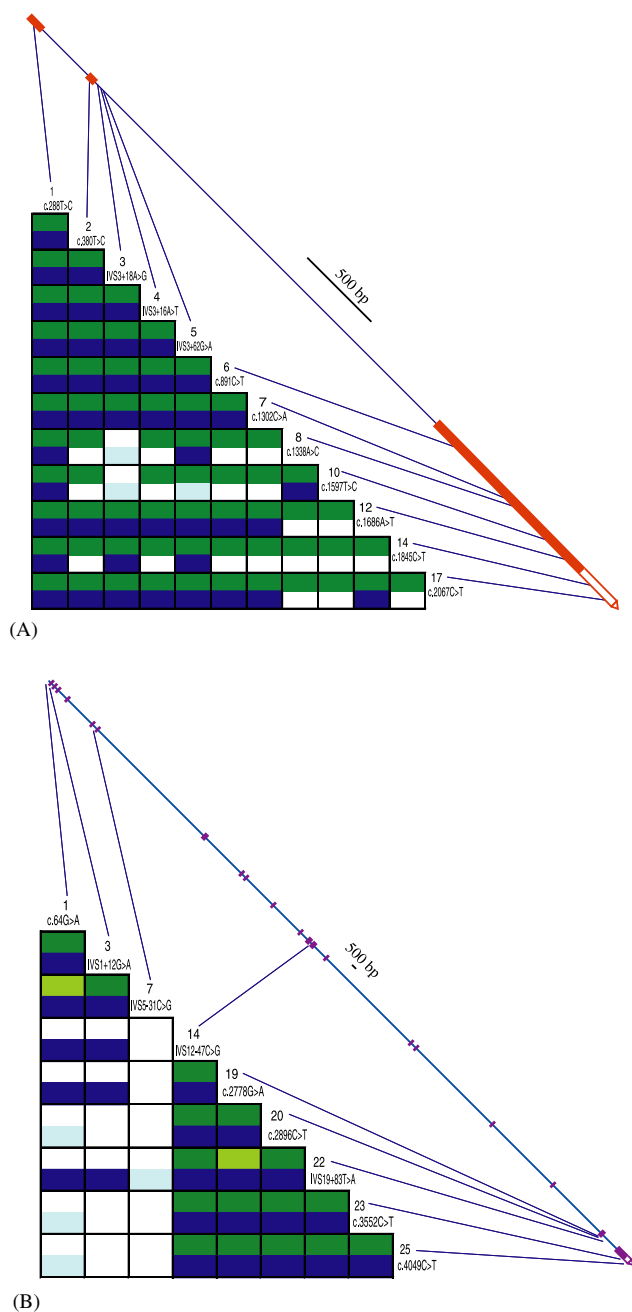 1
c.288T>C
2
c.380T>C
3
IVS3+18A>G
4
IVS3+16A>T
5
IVS3+62G>A
500 bp
6
c.891C>T
7
c.1302C>A
8
c.1338A>C
10
c.1597T>C
12
c.1686A>T
14
c.1845C>T
17
c.2067C>T
(A)
1
c.64G>A
3
IVS1+12G>A
7
IVS5-31C>G
500 bp
14
IVS12-47C>G
19
c.2778G>A
20
c.2896C>T
22
IVS19+83T>A
23
c.3552C>T
25
c.4049C>T
(B)